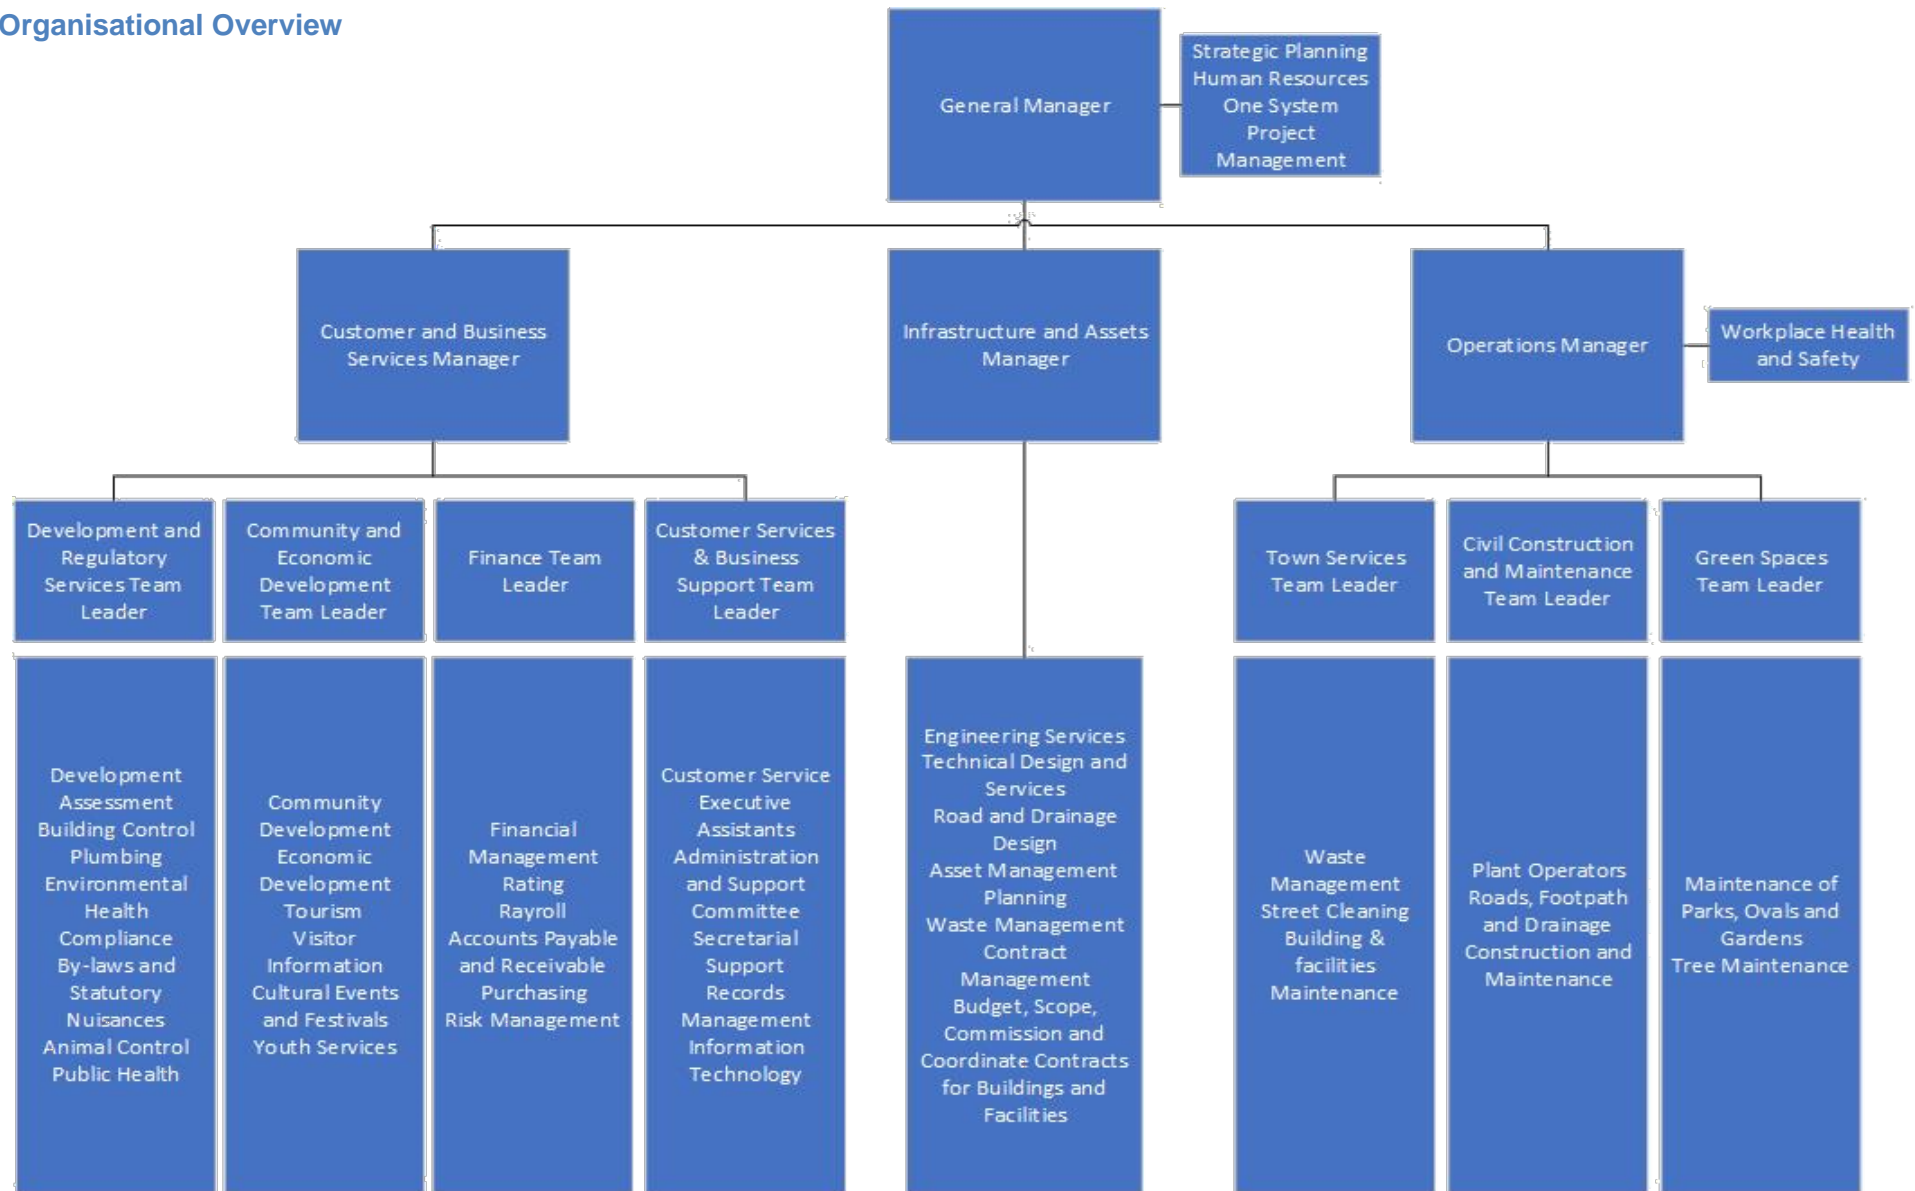 Organisational Overview
General Manager
Strategic Planning
Human Resources
One System
Project
Management
Customer and Business
Services Manager
Infrastructure and Assets
Manager
Operations Manager
Workplace Health
and Safety
Development and
Regulatory
Services Team
Leader
Community and
Economic
Development
Team Leader
Finance Team
Leader
Customer Services
& Business
Support Team
Leader
Town Services
Team Leader
Civil Construction
and Maintenance
Team Leader
Green Spaces
Team Leader
Development
Assessment
Building Control
Plumbing
Environmental
Health
Compliance
By-laws and
Statutory
Nuisances
Animal Control
Public Health
Community
Development
Economic
Development
Tourism
Visitor
Information
Cultural Events
and Festivals
Youth Services
Financial
Management
Rating
Rayroll
Accounts Payable
and Receivable
Purchasing
Risk Management
Customer Service
Executive
Assistants
Administration
and Support
Committee
Secretarial
Support
Records
Management
Information
Technology
Engineering Services
Technical Design and
Services
Road and Drainage
Design
Asset Management
Planning
Waste Management
Contract
Management
Budget, Scope,
Commission and
Coordinate Contracts
for Buildings and
Facilities
Waste
Management
Street Cleaning
Building &
facilities
Maintenance
Plant Operators
Roads, Footpath
and Drainage
Construction and
Maintenance
Maintenance of
Parks, Ovals and
Gardens
Tree Maintenance